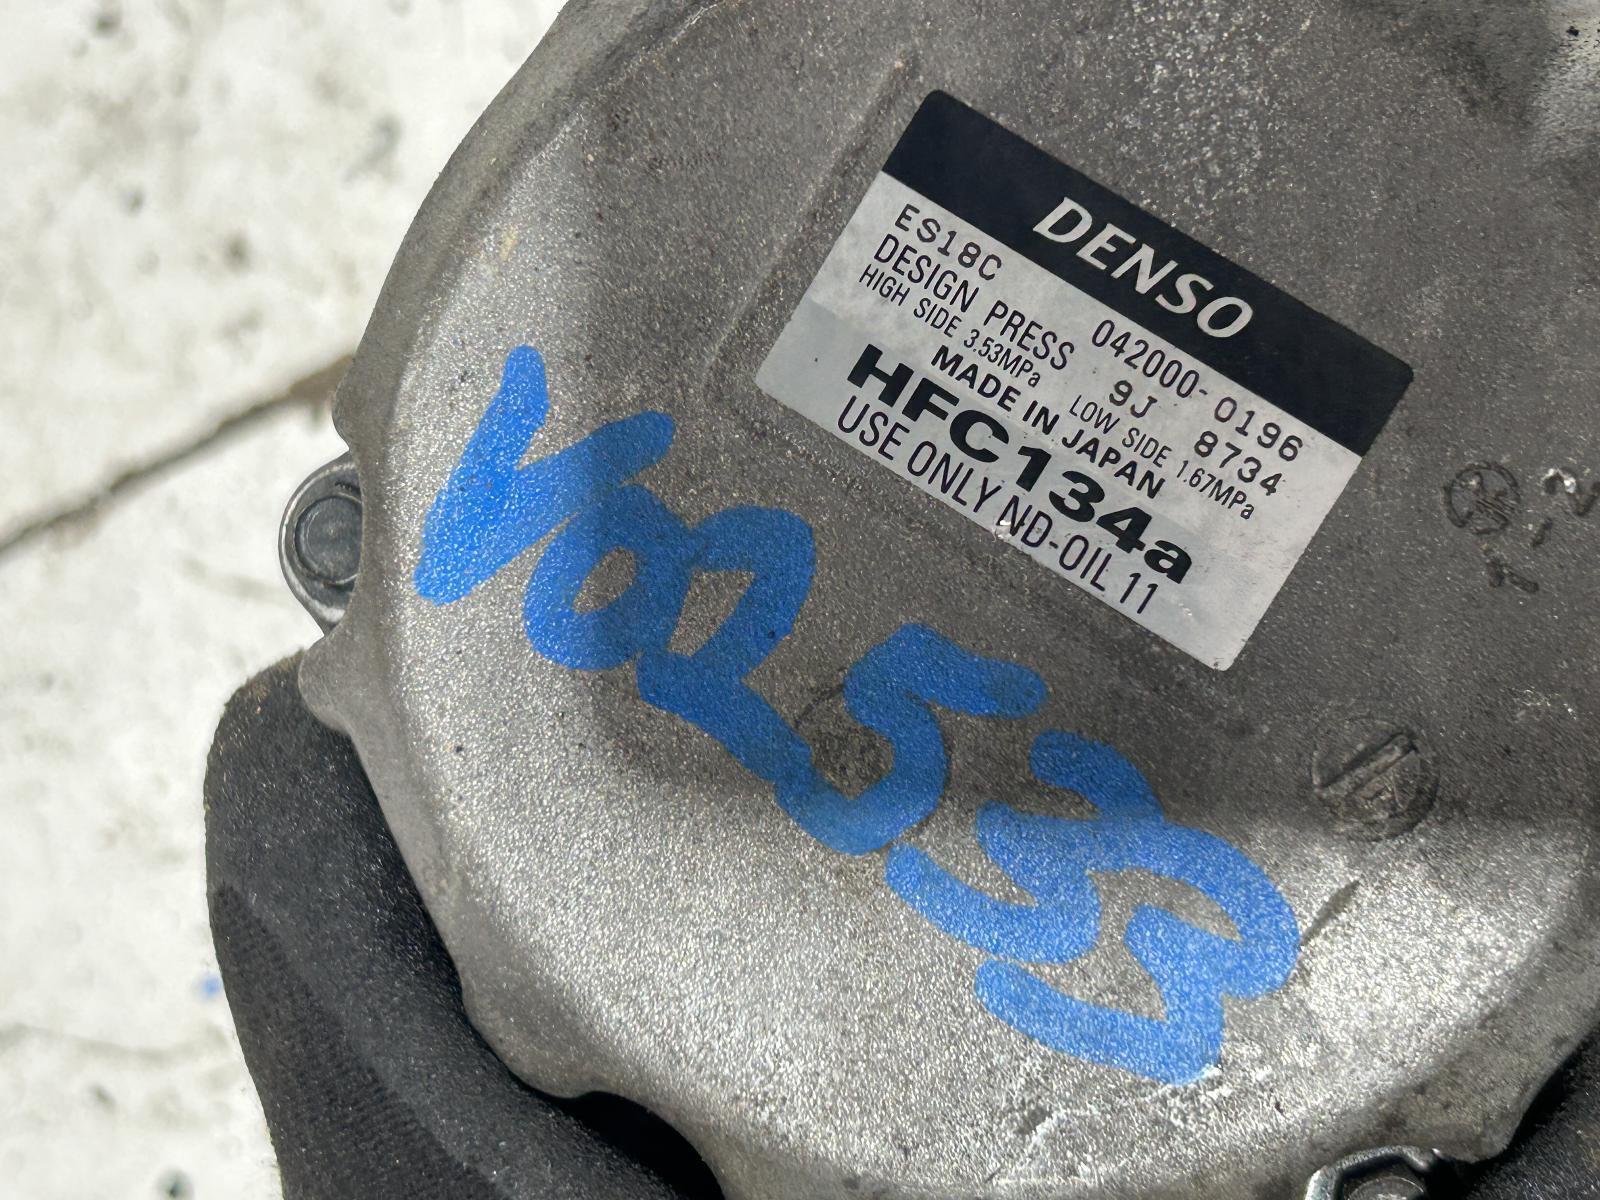 DENSO
ES18C 042000-0196
DESIGN PRESS 9J 8734
HIGH SIDE 3.53MPa LOW SIDE 1.67MPa
MADE IN JAPAN
HFC134a
USE ONLY ND-OIL 11